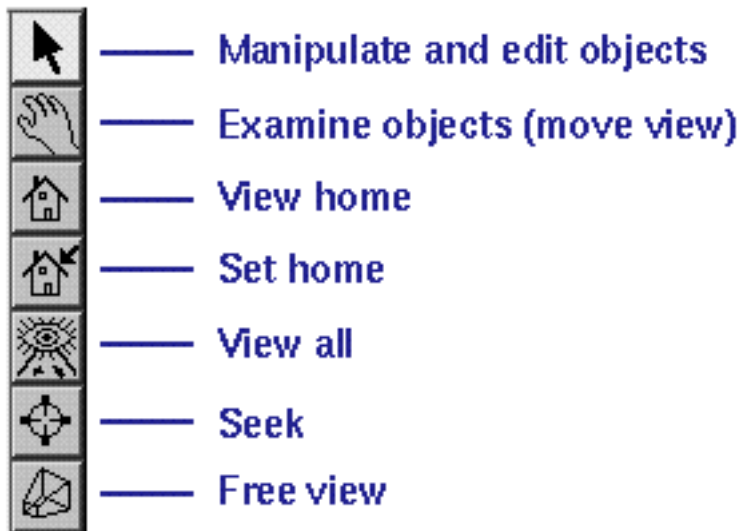 Manipulate and edit objects
Examine objects (move view)
View home
Set home
View all
Seek
Free view